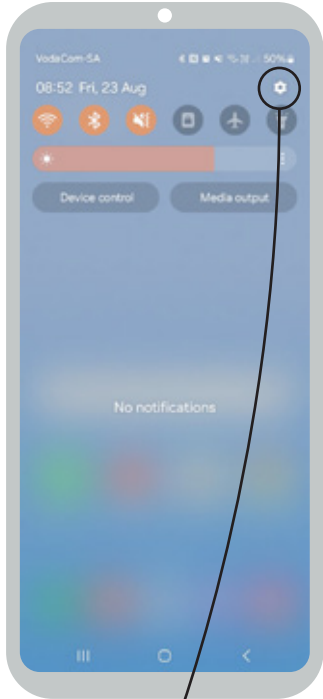 VodaCom-SA 50%
08:52 Fri, 23 Aug
Device control Media output
No notifications